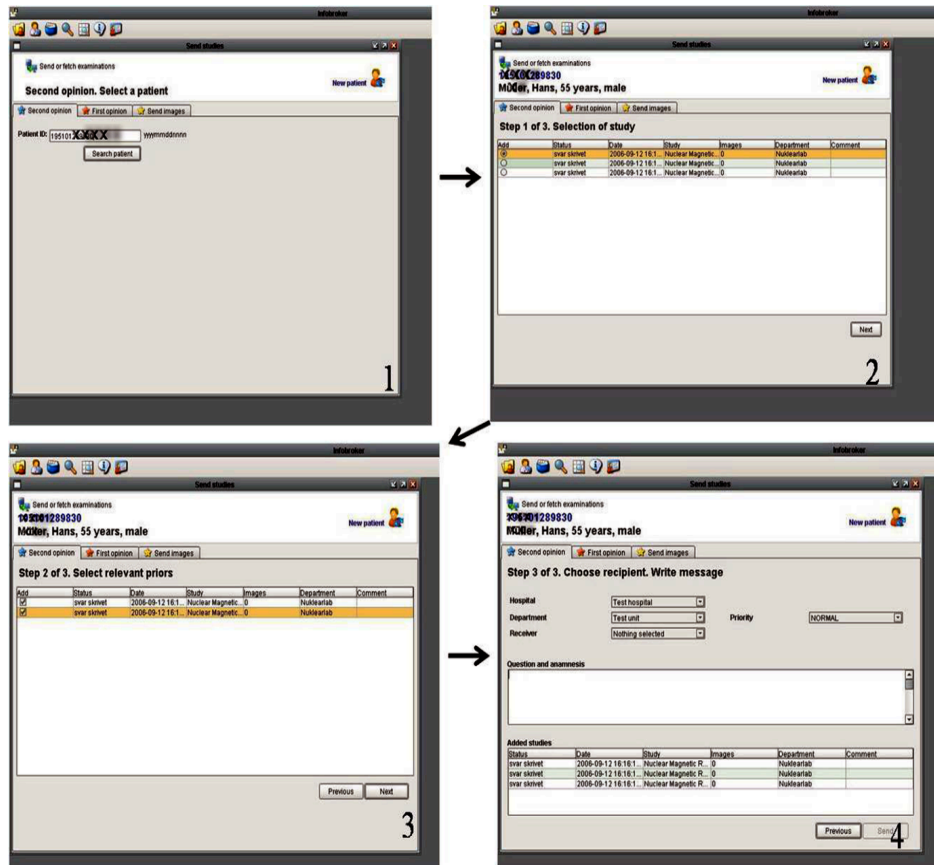 Infobroker
Send studies
Send or fetch examinations
Second opinion. Select a patient
New patient
Second opinion First opinion Send images
Patient ID: 195101 XXXX yyyymmddnnnn
Search patient
1
Infobroker
Send studies
Send or fetch examinations
289830
New patient
Hans, 55 years, male
Second opinion First opinion Send images
Step 1 of 3. Selection of study
Add Status Date Study Images Department Comment
svar skrivet 2006-09-12 16:1... Nuclear Magnetic... 0 Nuklearlab
svar skrivet 2006-09-12 16:1... Nuclear Magnetic... 0 Nuklearlab
svar skrivet 2006-09-12 16:1... Nuclear Magnetic... 0 Nuklearlab
Next
2
Infobroker
Send studies
Send or fetch examinations
289830
New patient
Hans, 55 years, male
Second opinion First opinion Send images
Step 2 of 3. Select relevant priors
Add Status Date Study Images Department Comment
svar skrivet 2006-09-12 16:1... Nuclear Magnetic... 0 Nuklearlab
svar skrivet 2006-09-12 16:1... Nuclear Magnetic... 0 Nuklearlab
Previous Next
3
Infobroker
Send studies
Send or fetch examinations
289830
New patient
Hans, 55 years, male
Second opinion First opinion Send images
Step 3 of 3. Choose recipient. Write message
Hospital Test hospital
Department Test unit Priority NORMAL
Receiver Nothing selected
Question and anamnesis
Added studies
Status Date Study Images Department Comment
svar skrivet 2006-09-12 16:16:1... Nuclear Magnetic R... 0 Nuklearlab
svar skrivet 2006-09-12 16:16:1... Nuclear Magnetic R... 0 Nuklearlab
svar skrivet 2006-09-12 16:16:1... Nuclear Magnetic R... 0 Nuklearlab
Previous Send
4